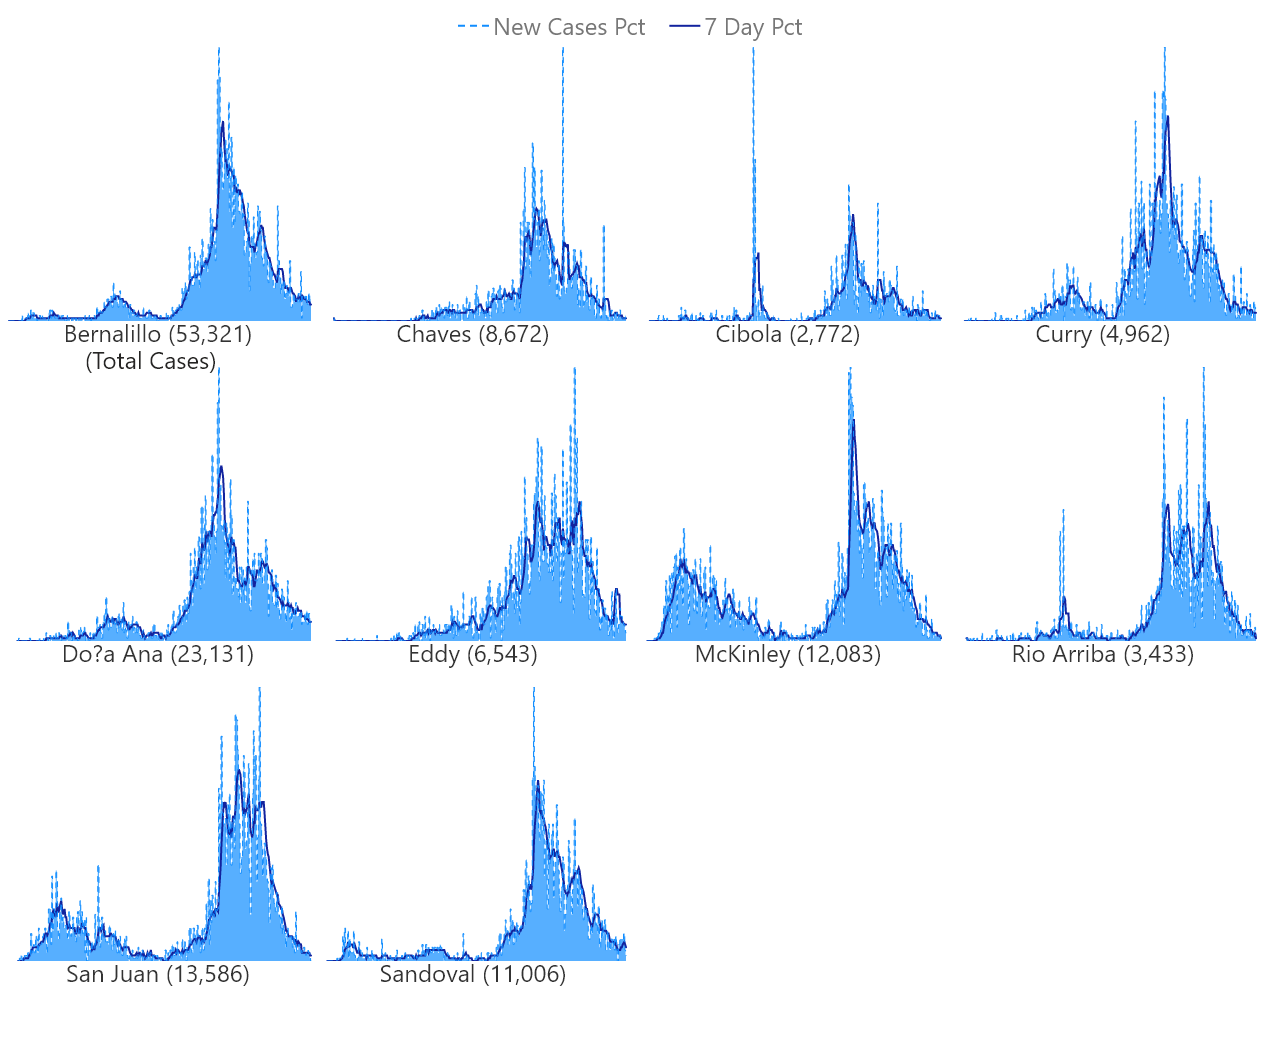 New Cases Pct 7 Day Pct
Bernalillo (53,321) Chaves (8,672) Cibola (2,772) Curry (4,962)
(Total Cases)
Do?a Ana (23,131) Eddy (6,543) McKinley (12,083) Rio Arriba (3,433)
San Juan (13,586) Sandoval (11,006)